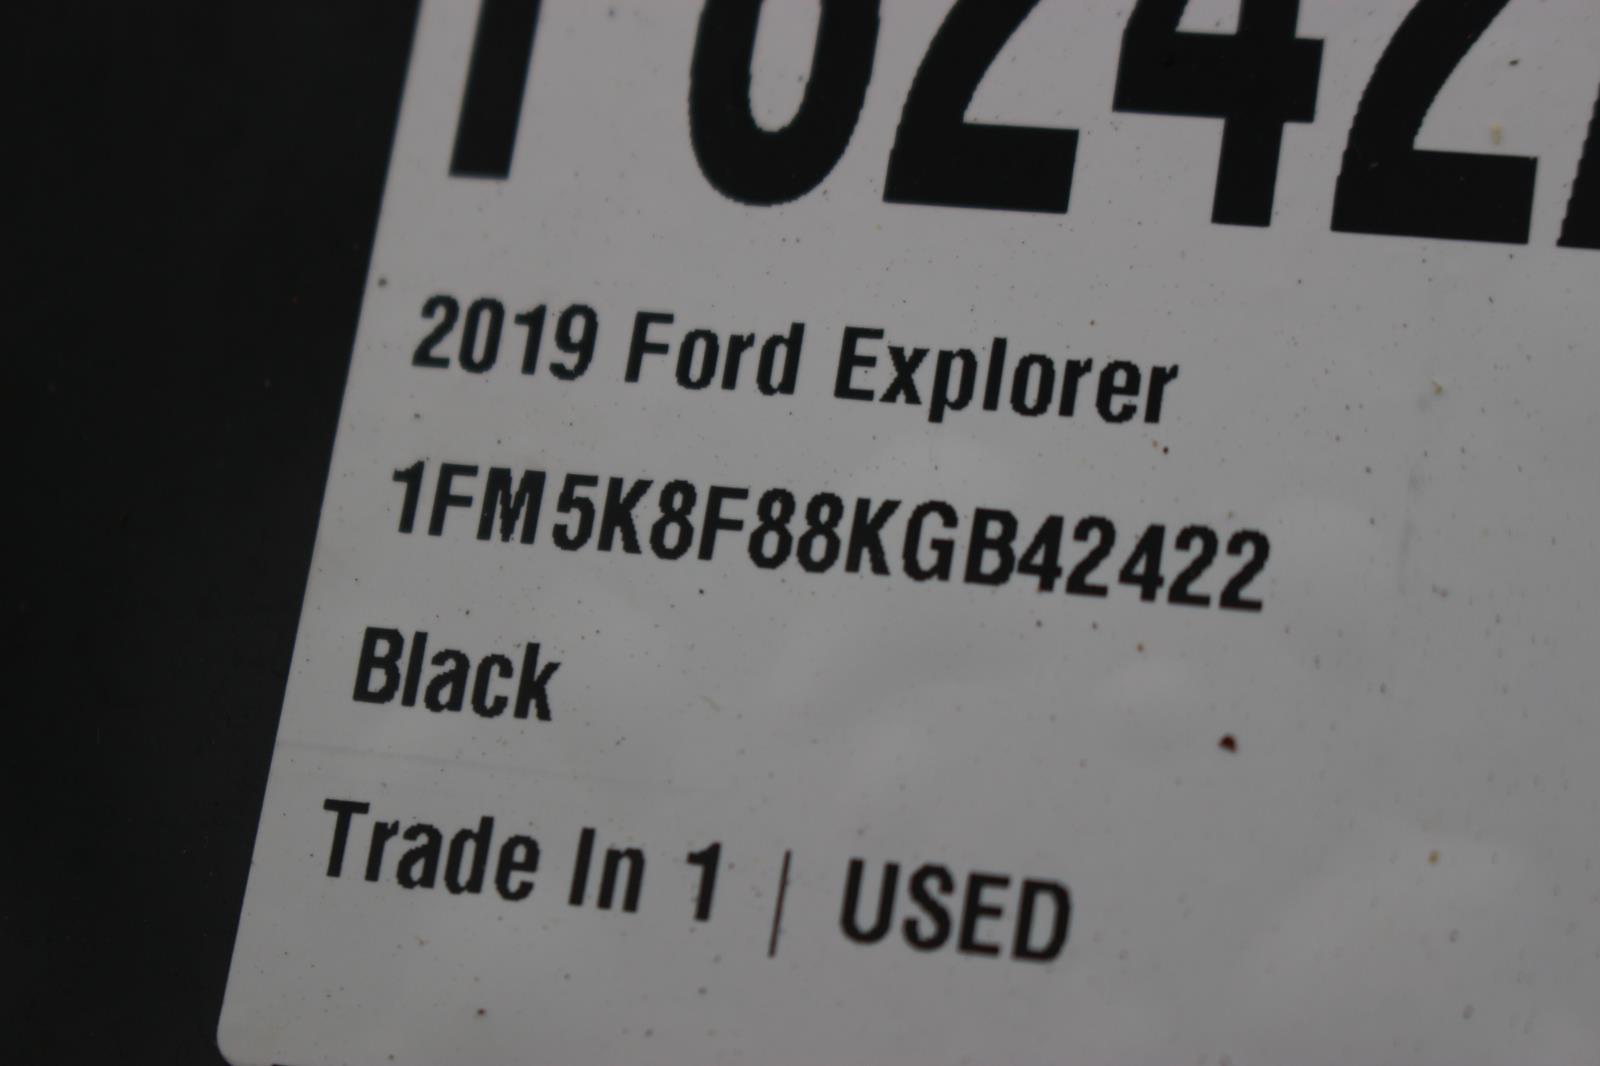 2019 Ford Explorer
1FM5K8F88KGB42422
Black
Trade In 1 | USED